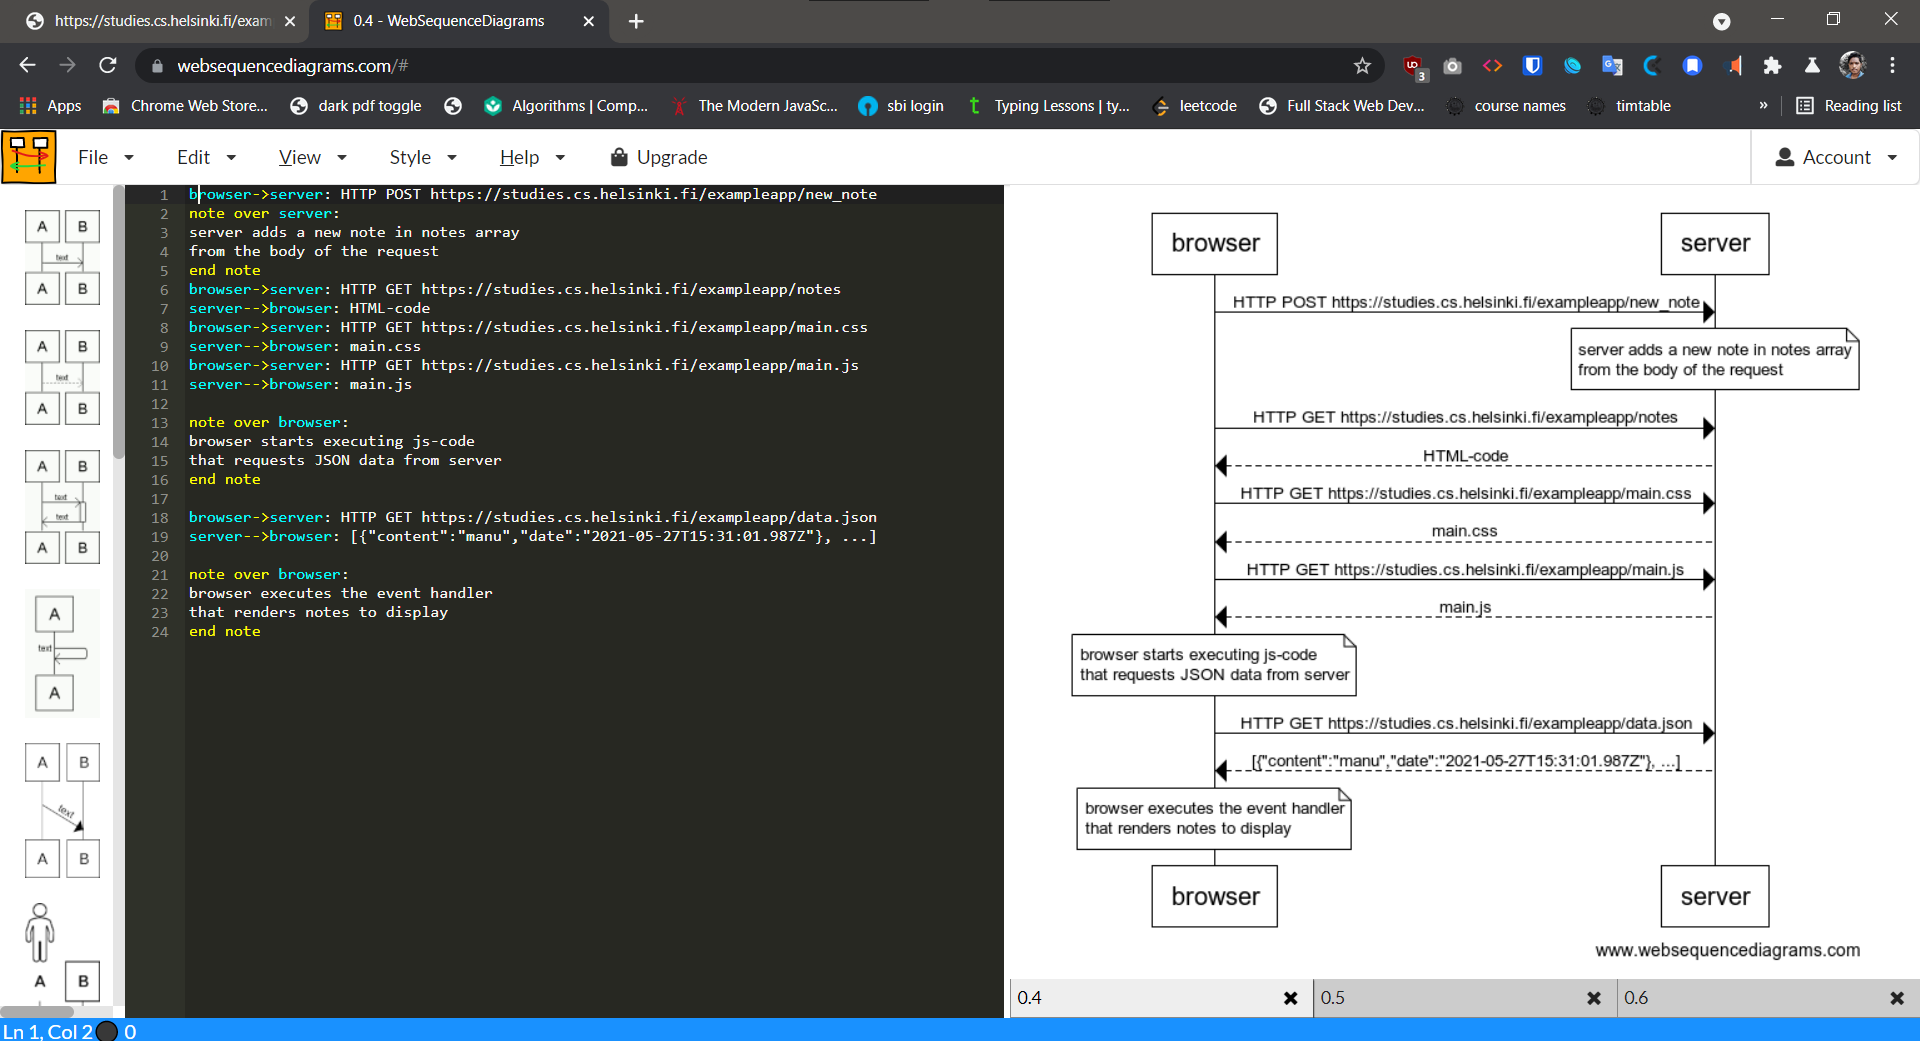 https://studies.cs.helsinki.fi/exam
0.4 - WebSequenceDiagrams
websequencediagrams.com/#
3
Apps
Chrome Web Store...
dark pdf toggle
Algorithms | Comp...
The Modern JavaSc...
sbi login
Typing Lessons | ty...
leetcode
Full Stack Web Dev...
course names
timtable
»
Reading list
File
Edit
View
Style
Help
Upgrade
Account
A B
text
A B
A B
text
A B
A B
text
text
A B
A
text
A
A B
text
A B
A B
1 browser->server: HTTP POST https://studies.cs.helsinki.fi/exampleapp/new_note
2 note over server:
3 server adds a new note in notes array
4 from the body of the request
5 end note
6 browser->server: HTTP GET https://studies.cs.helsinki.fi/exampleapp/notes
7 server-->browser: HTML-code
8 browser->server: HTTP GET https://studies.cs.helsinki.fi/exampleapp/main.css
9 server-->browser: main.css
10 browser->server: HTTP GET https://studies.cs.helsinki.fi/exampleapp/main.js
11 server-->browser: main.js
12
13 note over browser:
14 browser starts executing js-code
15 that requests JSON data from server
16 end note
17
18 browser->server: HTTP GET https://studies.cs.helsinki.fi/exampleapp/data.json
19 server-->browser: [{"content":"manu","date":"2021-05-27T15:31:01.987Z"}, ...]
20
21 note over browser:
22 browser executes the event handler
23 that renders notes to display
24 end note
browser
server
HTTP POST https://studies.cs.helsinki.fi/exampleapp/new_note
server adds a new note in notes array
from the body of the request
HTTP GET https://studies.cs.helsinki.fi/exampleapp/notes
HTML-code
HTTP GET https://studies.cs.helsinki.fi/exampleapp/main.css
main.css
HTTP GET https://studies.cs.helsinki.fi/exampleapp/main.js
main.js
browser starts executing js-code
that requests JSON data from server
HTTP GET https://studies.cs.helsinki.fi/exampleapp/data.json
[{"content":"manu","date":"2021-05-27T15:31:01.987Z"}, ...]
browser executes the event handler
that renders notes to display
browser
server
www.websequencediagrams.com
0.4
0.5
0.6
Ln 1, Col 2 0